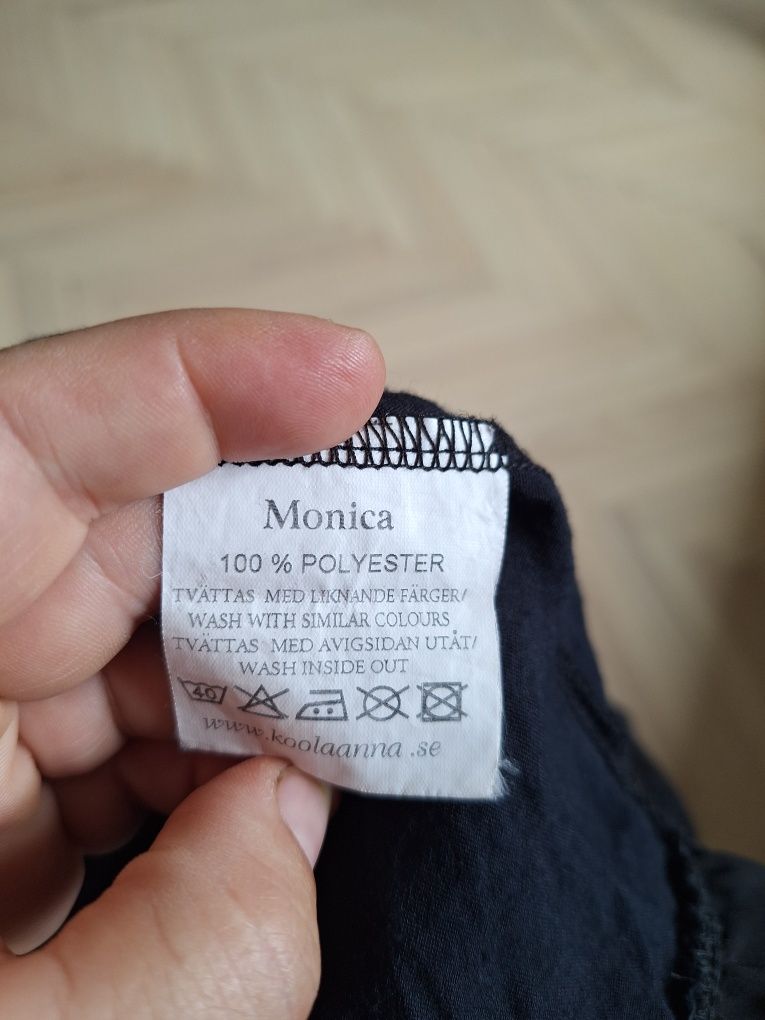 Monica
100 % POLYESTER
TVÄTTAS MED LIKNANDE FÄRGER/
WASH WITH SIMILAR COLOURS
TVÄTTAS MED AVIGSIDAN UTÅT/
WASH INSIDE OUT
40
www.koolaanna.se